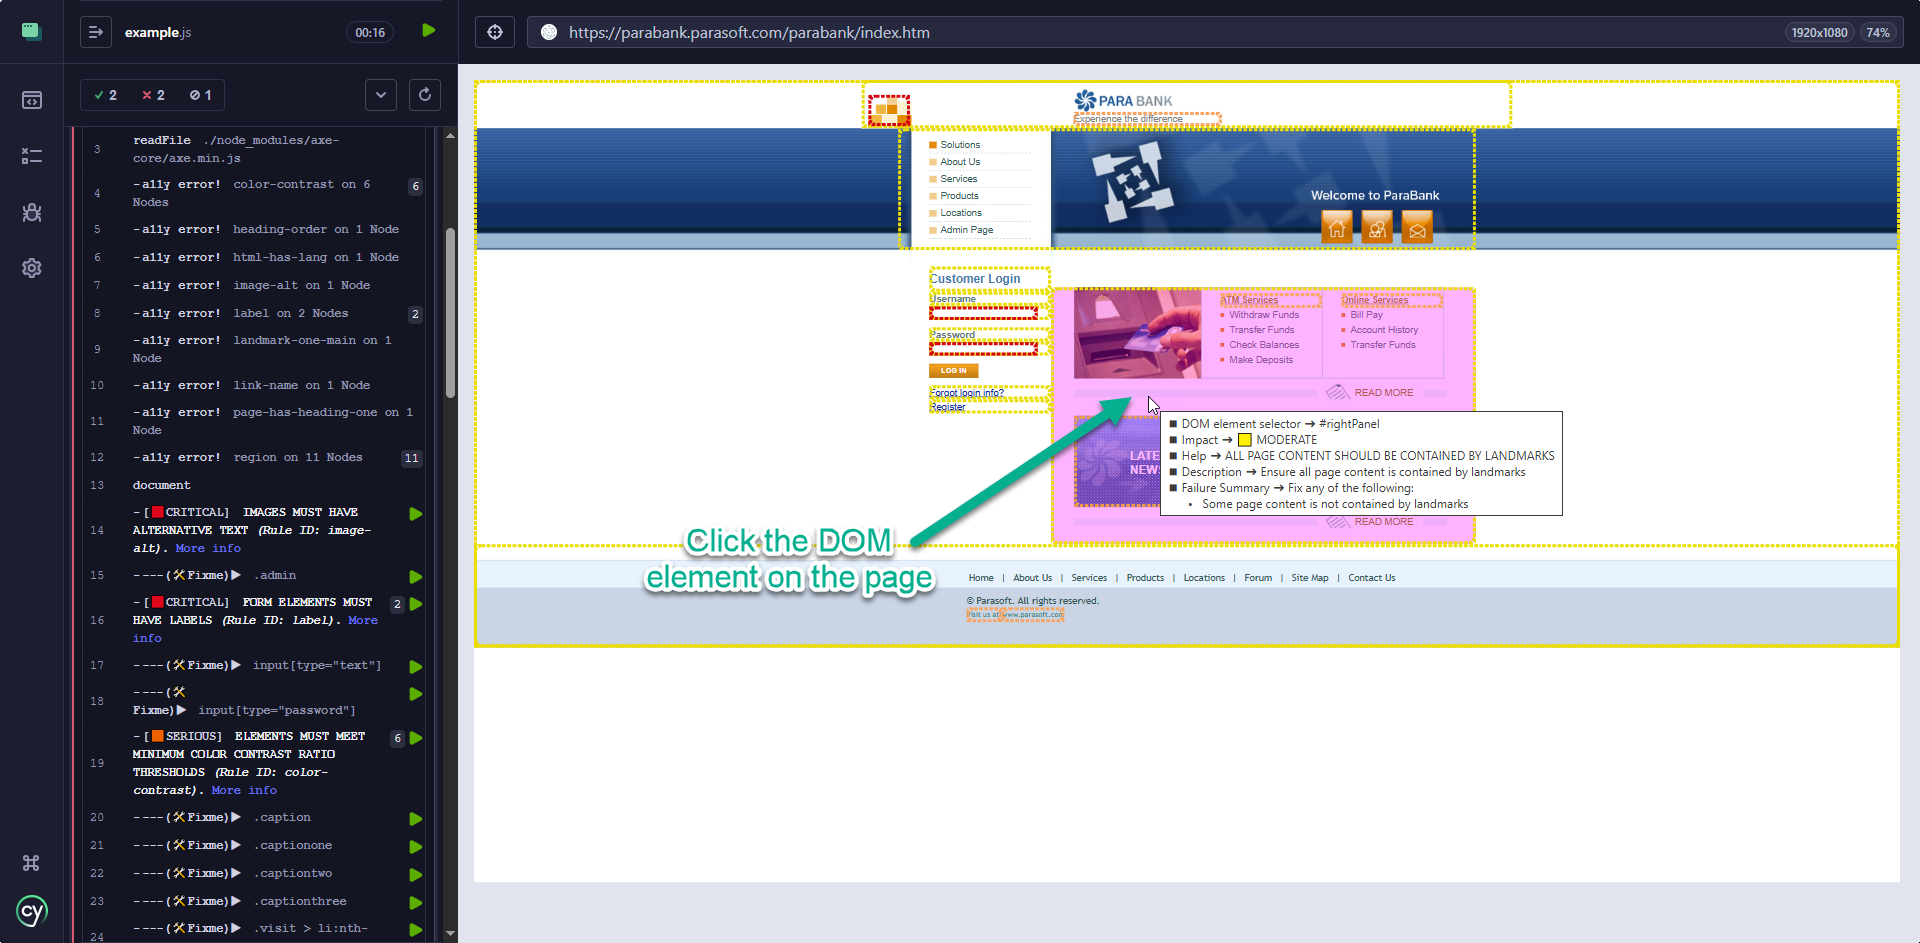 example.js
00:16
https://parabank.parasoft.com/parabank/index.htm
1920x1080
74%
2
2
1
3 readFile ./node_modules/axe-
core/axe.min.js
4 -a11y error! color-contrast on 6
Nodes
6
5 -a11y error! heading-order on 1 Node
6 -a11y error! html-has-lang on 1 Node
7 -a11y error! image-alt on 1 Node
8 -a11y error! label on 2 Nodes
2
9 -a11y error! landmark-one-main on 1
Node
10 -a11y error! link-name on 1 Node
11 -a11y error! page-has-heading-one on 1
Node
12 -a11y error! region on 11 Nodes
11
13 document
14 -[CRITICAL] IMAGES MUST HAVE
ALTERNATIVE TEXT (Rule ID: image-
alt). More info
15 ----(Fixme)▶ .admin
16 -[CRITICAL] FORM ELEMENTS MUST
HAVE LABELS (Rule ID: label). More
info
2
17 ----(Fixme)▶ input[type="text"]
18 ----(
Fixme)▶ input[type="password"]
19 -[SERIOUS] ELEMENTS MUST MEET
MINIMUM COLOR CONTRAST RATIO
THRESHOLDS (Rule ID: color-
contrast). More info
6
20 ----(Fixme)▶ .caption
21 ----(Fixme)▶ .captionone
22 ----(Fixme)▶ .captiontwo
23 ----(Fixme)▶ .captionthree
24 ----(Fixme)▶ .visit > li:nth-
cy
PARA BANK
Experience the difference
Solutions
About Us
Services
Products
Locations
Admin Page
Welcome to ParaBank
Customer Login
Username
Password
LOG IN
Forgot login info?
Register
ATM Services
Withdraw Funds
Transfer Funds
Check Balances
Make Deposits
Online Services
Bill Pay
Account History
Transfer Funds
READ MORE
LATE
NEWS
■ DOM element selector → #rightPanel
■ Impact → MODERATE
■ Help → ALL PAGE CONTENT SHOULD BE CONTAINED BY LANDMARKS
■ Description → Ensure all page content is contained by landmarks
■ Failure Summary → Fix any of the following:
• Some page content is not contained by landmarks
READ MORE
Click the DOM
element on the page
Home | About Us | Services | Products | Locations | Forum | Site Map | Contact Us
© Parasoft. All rights reserved.
Visit us at www.parasoft.com